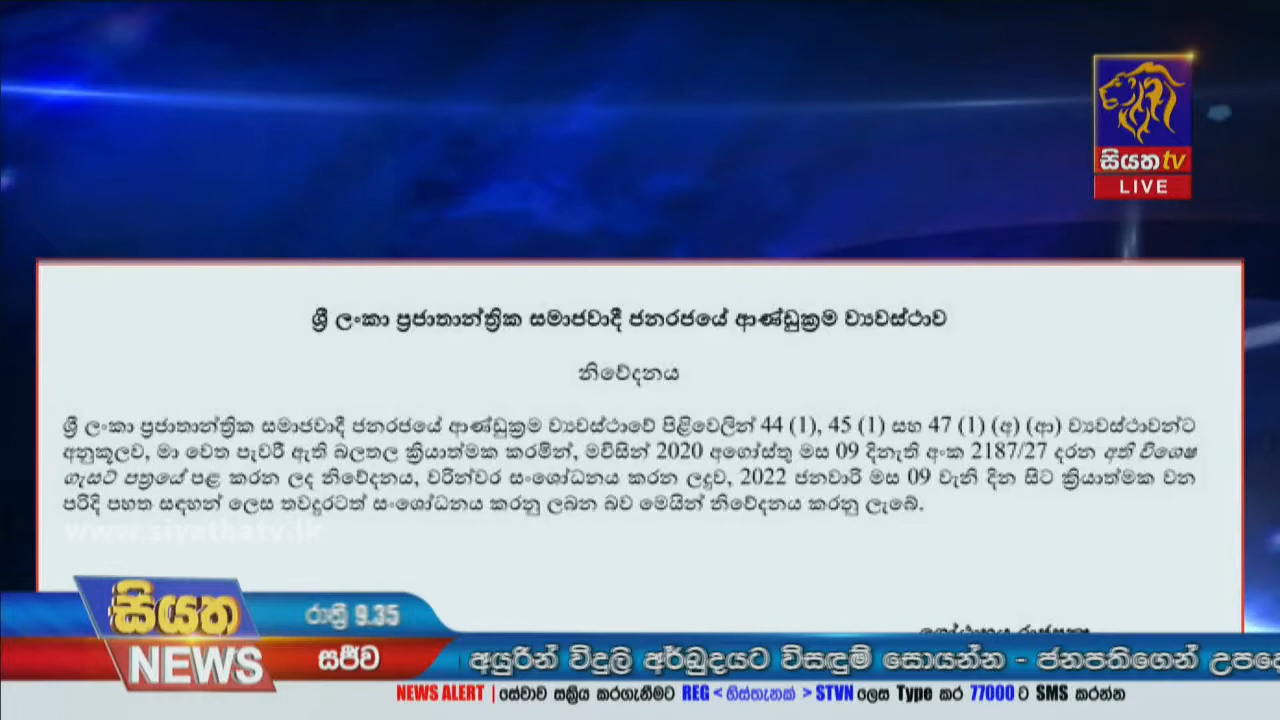 සියත tv
LIVE
ශ්‍රී ලංකා ප්‍රජාතාන්ත්‍රික සමාජවාදී ජනරජයේ ආණ්ඩුක්‍රම ව්‍යවස්ථාව
නිවේදනය
ශ්‍රී ලංකා ප්‍රජාතාන්ත්‍රික සමාජවාදී ජනරජයේ ආණ්ඩුක්‍රම ව්‍යවස්ථාවේ පිළිවෙලින් 44 (1), 45 (1) සහ 47 (1) (අ) (ආ) ව්‍යවස්ථාවන්ට
අනුකූලව, මා වෙත පැවරී ඇති බලතල ක්‍රියාත්මක කරමින්, මවිසින් 2020 අගෝස්තු මස 09 දිනැති අංක 2187/27 දරන අති විශෙෂ
ගැසට් පත්‍රයේ පළ කරන ලද නිවේදනය, වරින්වර සංශෝධනය කරන ලදුව, 2022 ජනවාරි මස 09 වැනි දින සිට ක්‍රියාත්මක වන
පරිදි පහත සඳහන් ලෙස තවදුරටත් සංශෝධනය කරනු ලබන බව මෙයින් නිවේදනය කරනු ලැබේ.
www.siyathatv.lk
සියත
NEWS
රාත්‍රී 9.35
සජීව
අයුරින් විදුලි අර්බුදයට විසඳුම් සොයන්න - ජනපතිගෙන්
NEWS ALERT | සේවාව සක්‍රීය කරගැනීමට REG < හිස්තැනක් > STVN ලෙස Type කර 77000 ට SMS කරන්න